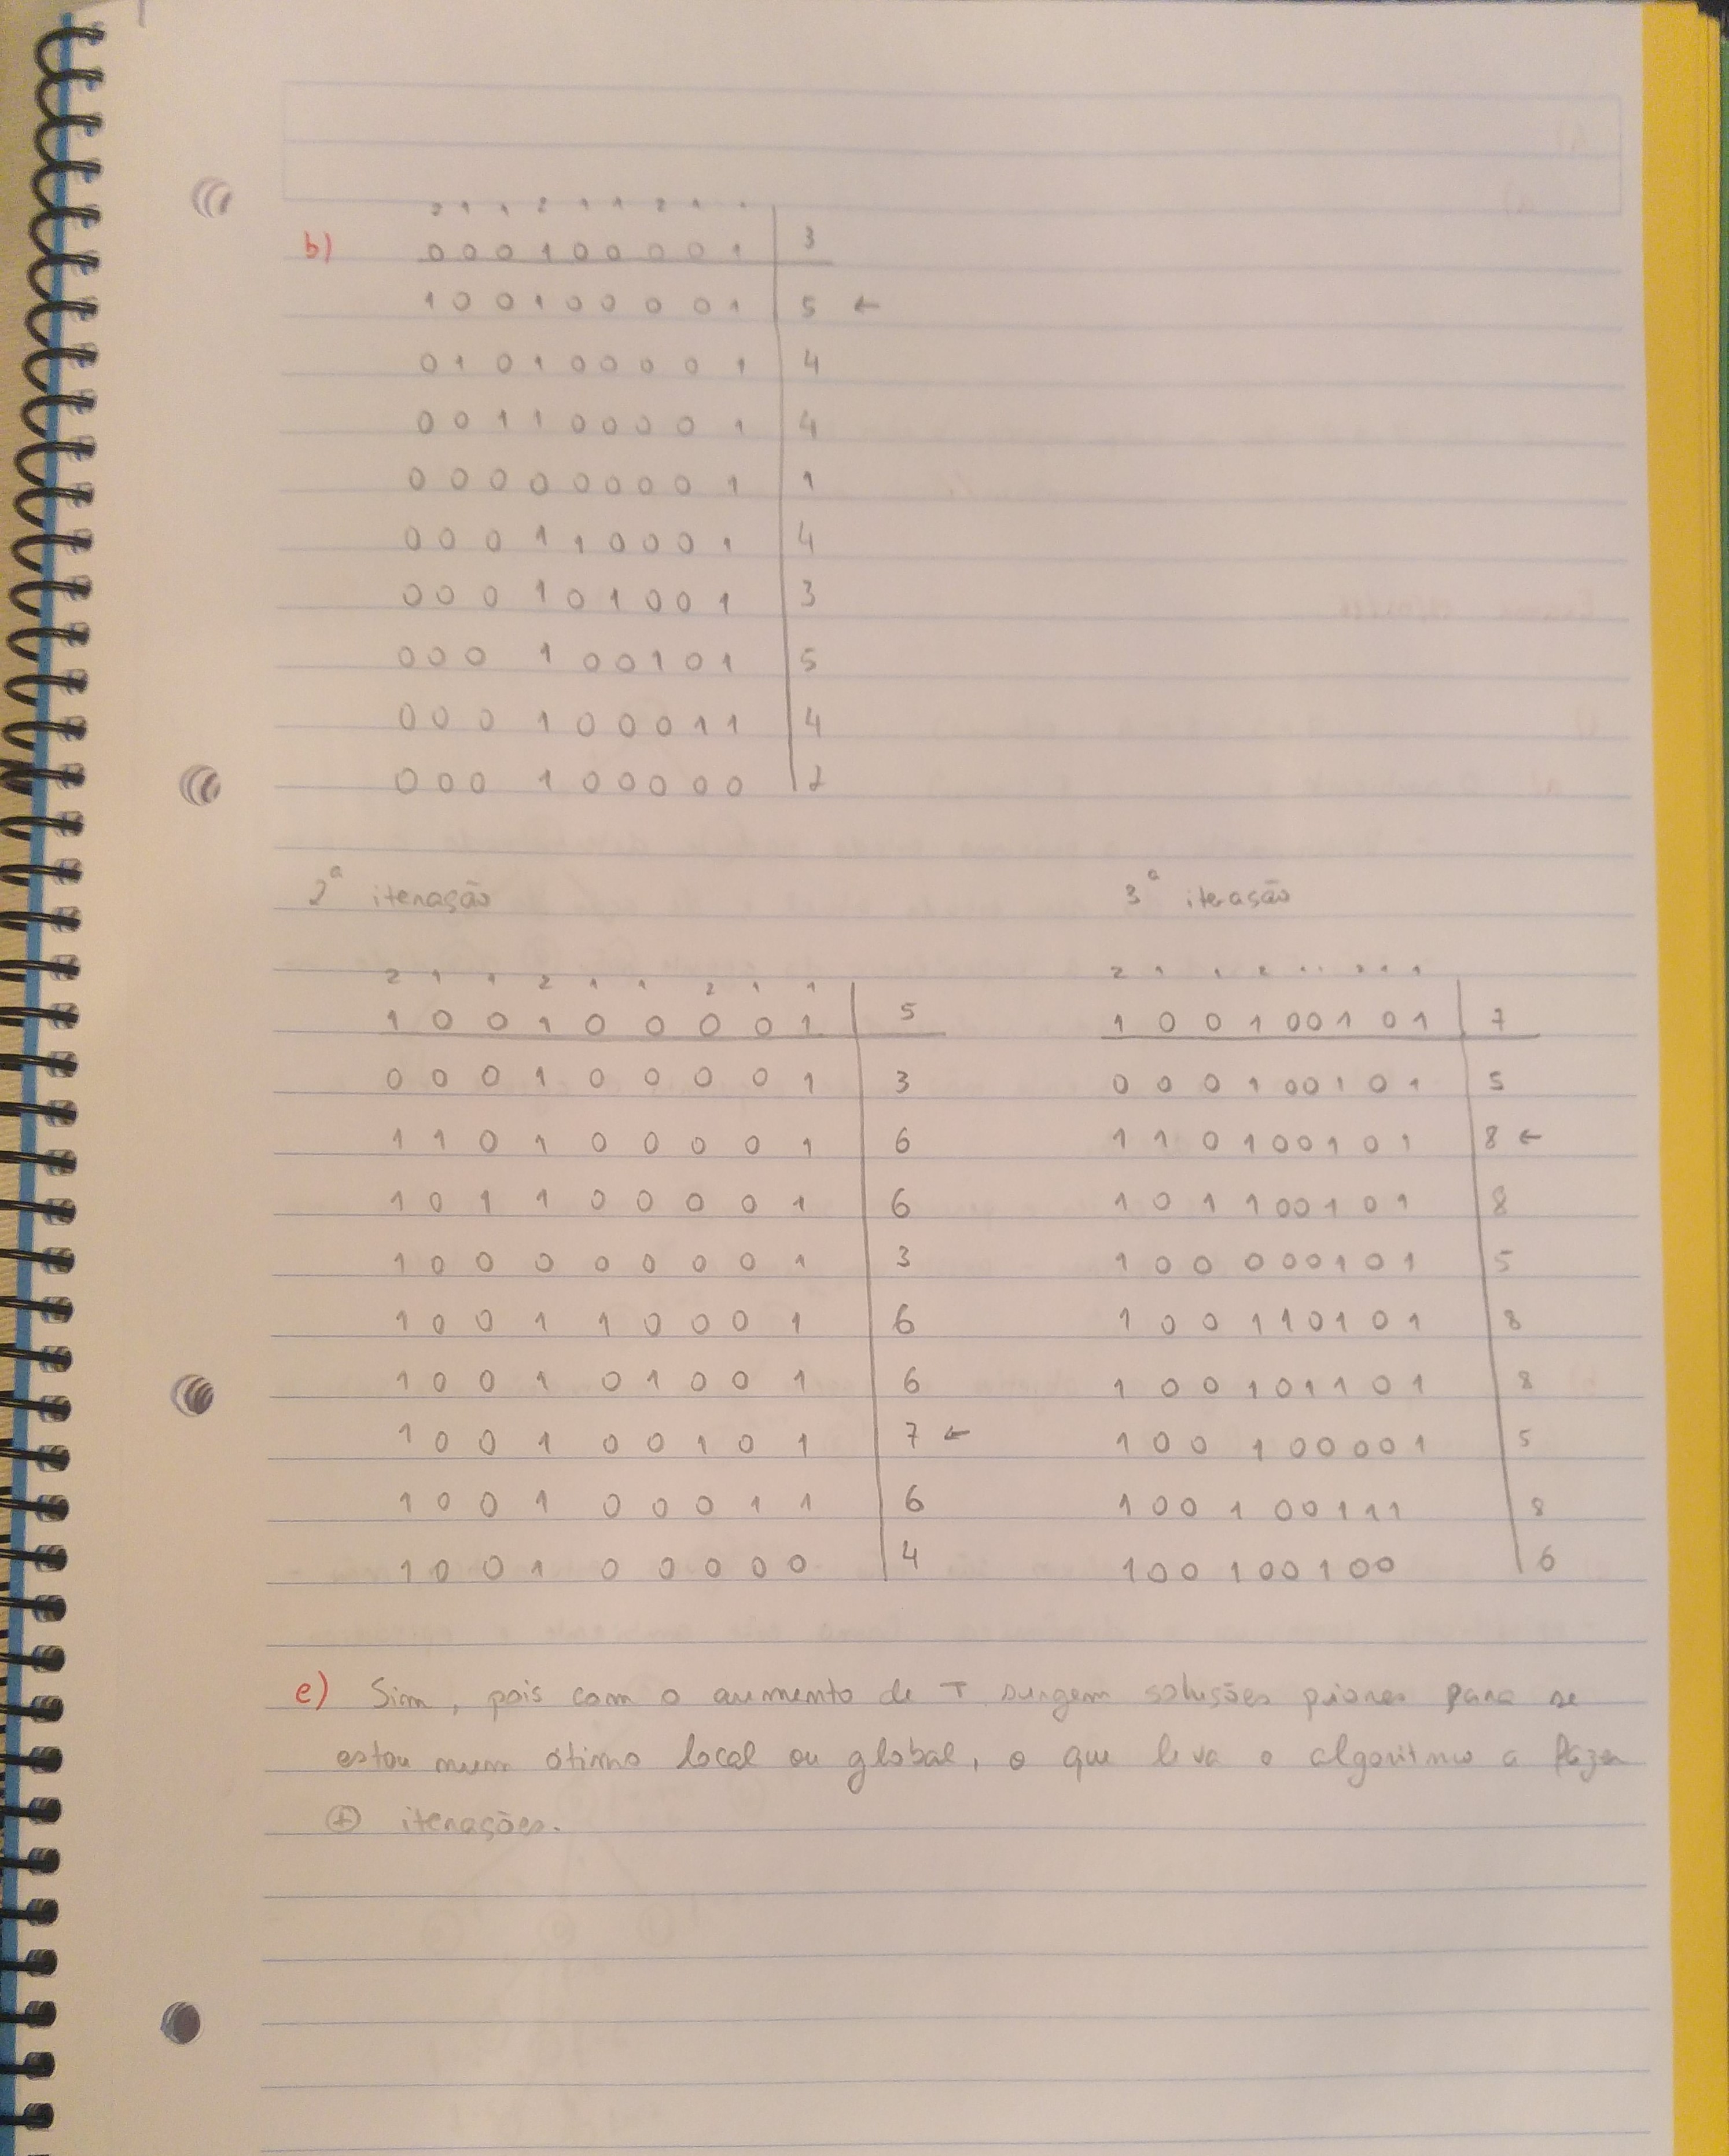 2 1 1 2 1 1 2 1 1
b) 0 0 0 1 0 0 0 0 1 | 3
1 0 0 1 0 0 0 0 1 | 5 ←
0 1 0 1 0 0 0 0 1 | 4
0 0 1 1 0 0 0 0 1 | 4
0 0 0 0 0 0 0 0 1 | 1
0 0 0 1 1 0 0 0 1 | 4
0 0 0 1 0 1 0 0 1 | 3
0 0 0 1 0 0 1 0 1 | 5
0 0 0 1 0 0 0 1 1 | 4
0 0 0 1 0 0 0 0 0 | 2
2ª iteração
2 1 1 2 1 1 2 1 1
1 0 0 1 0 0 0 0 1 | 5
0 0 0 1 0 0 0 0 1 | 3
1 1 0 1 0 0 0 0 1 | 6
1 0 1 1 0 0 0 0 1 | 6
1 0 0 0 0 0 0 0 1 | 3
1 0 0 1 1 0 0 0 1 | 6
1 0 0 1 0 1 0 0 1 | 6
1 0 0 1 0 0 1 0 1 | 7 ←
1 0 0 1 0 0 0 1 1 | 6
1 0 0 1 0 0 0 0 0 | 4
3ª iteração
2 1 1 2 1 1 2 1 1
1 0 0 1 0 0 1 0 1 | 7
0 0 0 1 0 0 1 0 1 | 5
1 1 0 1 0 0 1 0 1 | 8 ←
1 0 1 1 0 0 1 0 1 | 8
1 0 0 0 0 0 1 0 1 | 5
1 0 0 1 1 0 1 0 1 | 8
1 0 0 1 0 1 1 0 1 | 8
1 0 0 1 0 0 0 0 1 | 5
1 0 0 1 0 0 1 1 1 | 8
1 0 0 1 0 0 1 0 0 | 6
e) Sim, pois com o aumento de T surgem soluções piores para se
estou num ótimo local ou global, o que leva o algoritmo a fazer
⊕ iterações.